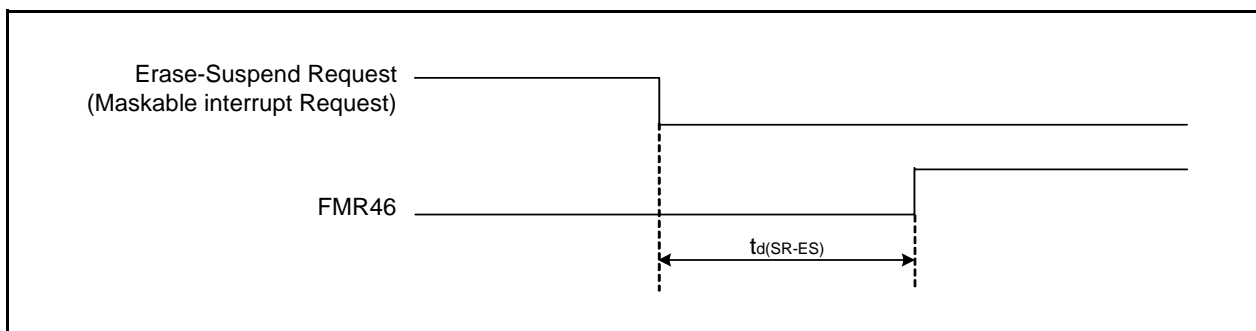 Erase-Suspend Request
(Maskable interrupt Request)
FMR46
td(SR-ES)